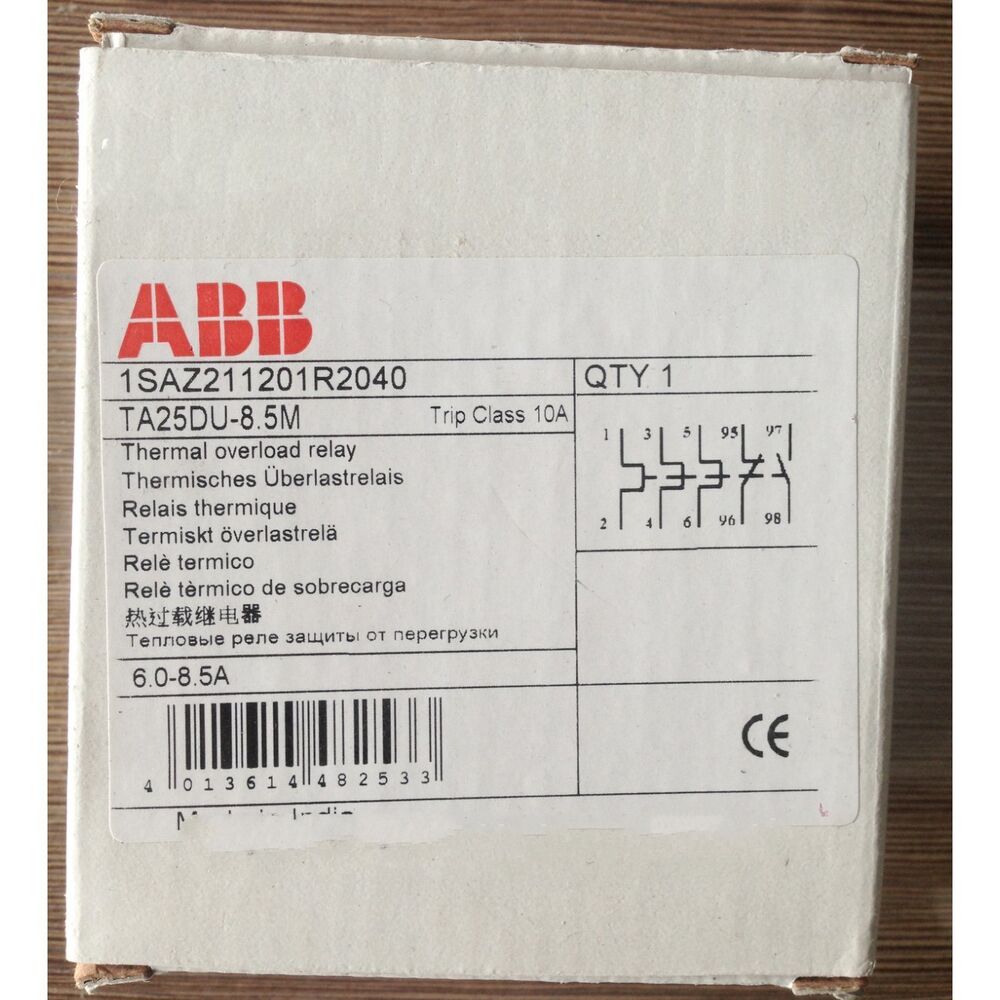 ABB
1SAZ211201R2040 QTY 1
TA25DU-8.5M Trip Class 10A
Thermal overload relay
Thermisches Überlastrelais
Relais thermique
Termiskt överlastrelä
Relè termico
Relè tèrmico de sobrecarga
热过载继电器
Тепловые реле защиты от перегрузки
6.0-8.5A
1 3 5 95 97
2 4 6 96 98
CE
4 013614 482533